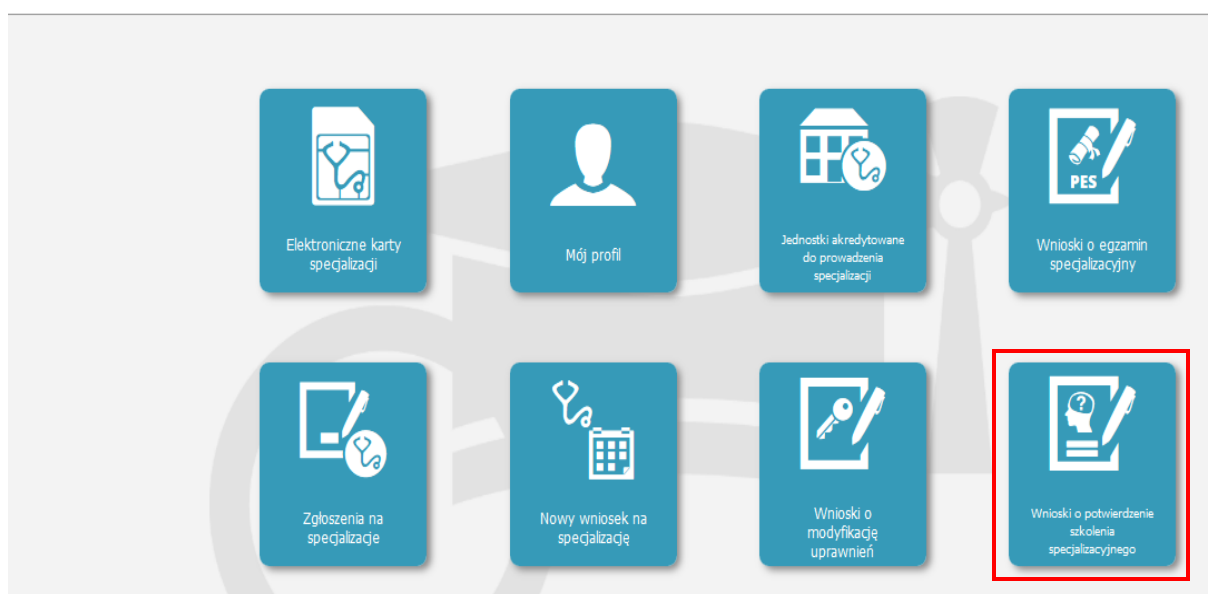 PES
Elektroniczne karty
specjalizacji
Mój profil
Jednostki akredytowane
do prowadzenia
specjalizacji
Wnioski o egzamin
specjalizacyjny
?
Zgłoszenia na
specjalizacje
Nowy wniosek na
specjalizację
Wnioski o
modyfikację
uprawnień
Wnioski o potwierdzenie
szkolenia
specjalizacyjnego